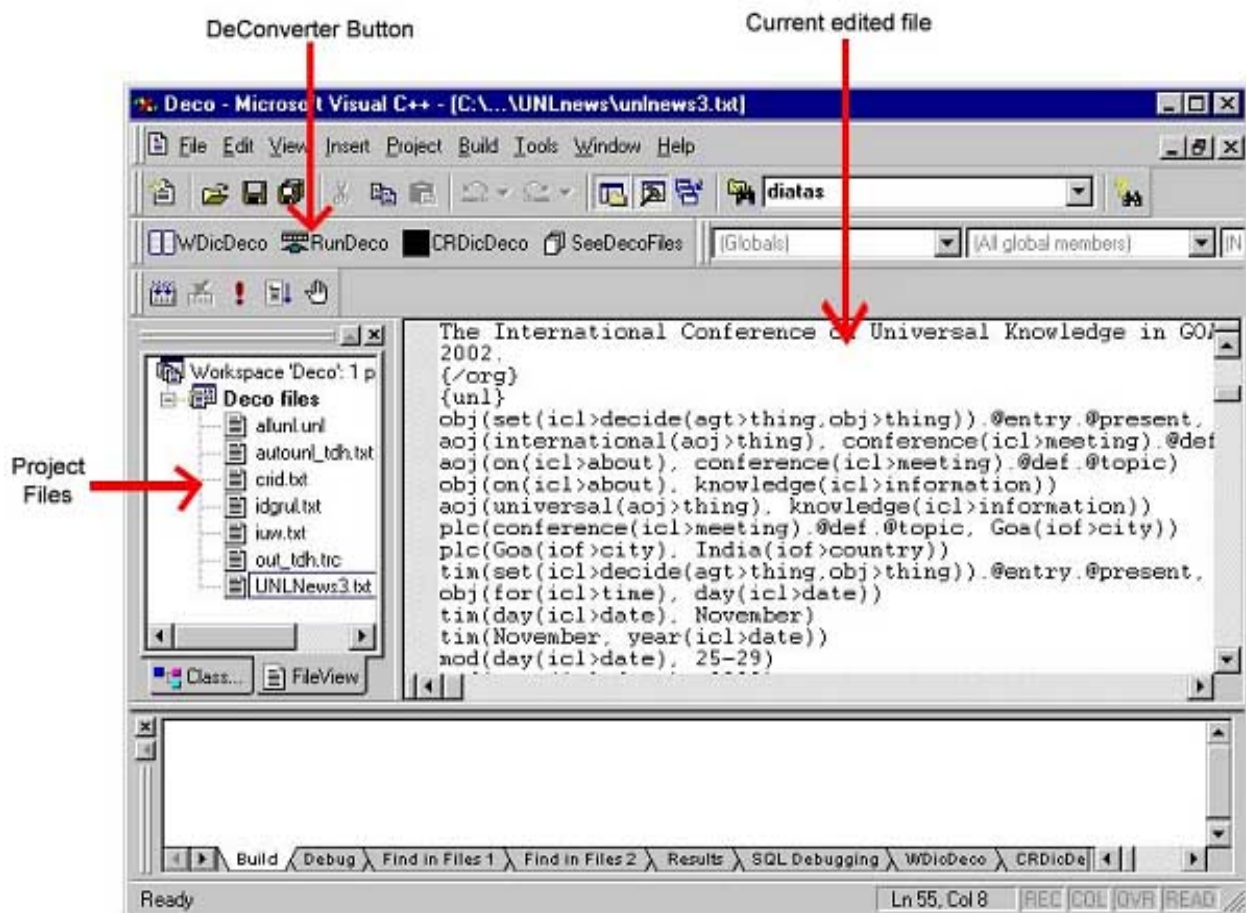 DeConverter Button
Current edited file
Deco - Microsoft Visual C++ - [C:\...\UNLnews\unlnews3.txt]
File Edit View Insert Project Build Tools Window Help
diatas
WDicDeco RunDeco CRDicDeco SeeDecoFiles (Globals) (All global members) (N
Project Files
Workspace 'Deco': 1 p
Deco files
allunl.unl
autounl_tdh.txt
crid.txt
idgrul.txt
iuw.txt
out_tdh.trc
UNLNews3.txt
Class... FileView
The International Conference on Universal Knowledge in GOA
2002.
{/org}
{unl}
obj(set(icl>decide(agt>thing,obj>thing)).@entry.@present,
aoj(international(aoj>thing), conference(icl>meeting).@def
aoj(on(icl>about), conference(icl>meeting).@def.@topic)
obj(on(icl>about), knowledge(icl>information))
aoj(universal(aoj>thing), knowledge(icl>information))
plc(conference(icl>meeting).@def.@topic, Goa(iof>city))
plc(Goa(iof>city), India(iof>country))
tim(set(icl>decide(agt>thing,obj>thing)).@entry.@present,
obj(for(icl>time), day(icl>date))
tim(day(icl>date), November)
tim(November, year(icl>date))
mod(day(icl>date), 25-29)
Build Debug Find in Files 1 Find in Files 2 Results SQL Debugging WDicDeco CRDicDe
Ready Ln 55, Col 8 REC COL OVR READ